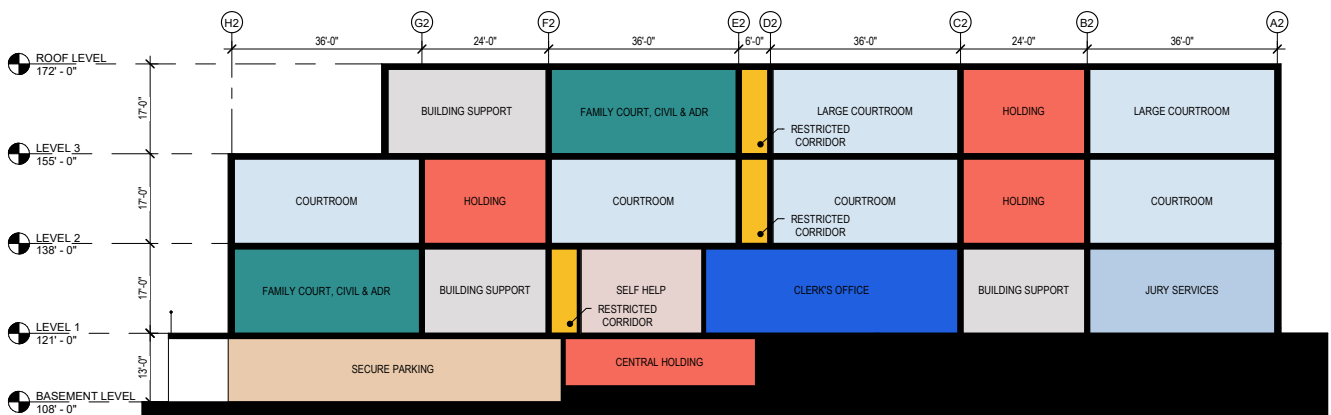 H2 G2 F2 E2 D2 C2 B2 A2
36'-0" 24'-0" 36'-0" 6'-0" 36'-0" 24'-0" 36'-0"
ROOF LEVEL
172' - 0"
17'-0"
BUILDING SUPPORT
FAMILY COURT, CIVIL & ADR
LARGE COURTROOM
HOLDING
LARGE COURTROOM
RESTRICTED
CORRIDOR
LEVEL 3
155' - 0"
17'-0"
COURTROOM
HOLDING
COURTROOM
COURTROOM
HOLDING
COURTROOM
RESTRICTED
CORRIDOR
LEVEL 2
138' - 0"
17'-0"
FAMILY COURT, CIVIL & ADR
BUILDING SUPPORT
SELF HELP
CLERK'S OFFICE
BUILDING SUPPORT
JURY SERVICES
RESTRICTED
CORRIDOR
LEVEL 1
121' - 0"
13'-0"
SECURE PARKING
CENTRAL HOLDING
BASEMENT LEVEL
108' - 0"